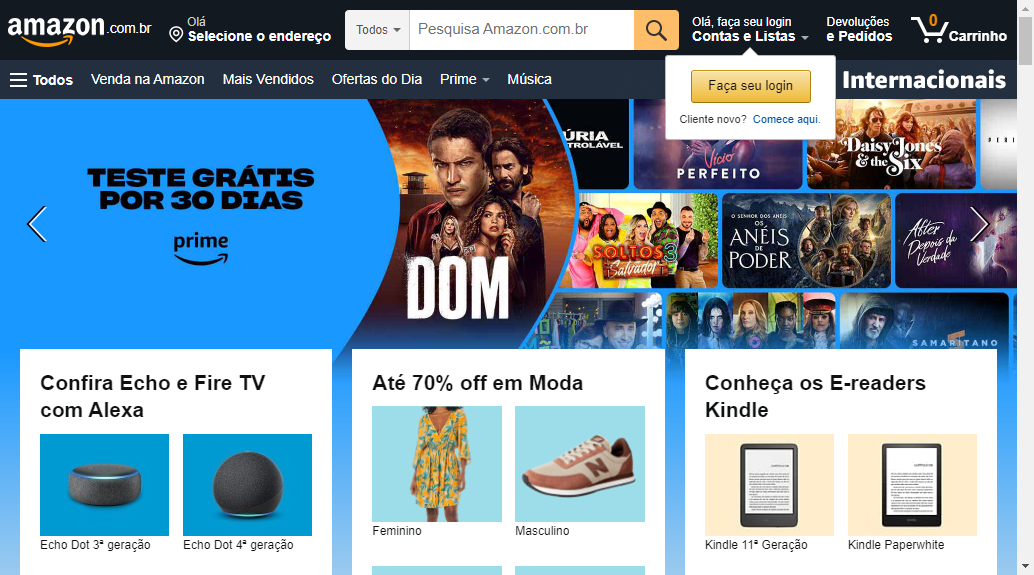 amazon.com.br
Olá
Selecione o endereço
Todos
Pesquisa Amazon.com.br
Olá, faça seu login
Contas e Listas
Devoluções
e Pedidos
0
Carrinho
Todos
Venda na Amazon
Mais Vendidos
Ofertas do Dia
Prime
Música
Internacionais
Faça seu login
Cliente novo? Comece aqui.
TESTE GRÁTIS
POR 30 DIAS
prime
DOM
ÚRIA
TROLÁVEL
Vício
PERFEITO
Daisy Jones
& the Six
SOLTOS 3
Salvador
O SENHOR DOS ANÉIS
OS
ANÉIS
DE
PODER
After
Depois da
Verdade
SAMARITANO
Confira Echo e Fire TV
com Alexa
Echo Dot 3ª geração
Echo Dot 4ª geração
Até 70% off em Moda
Feminino
Masculino
Conheça os E-readers
Kindle
Kindle 11ª Geração
Kindle Paperwhite